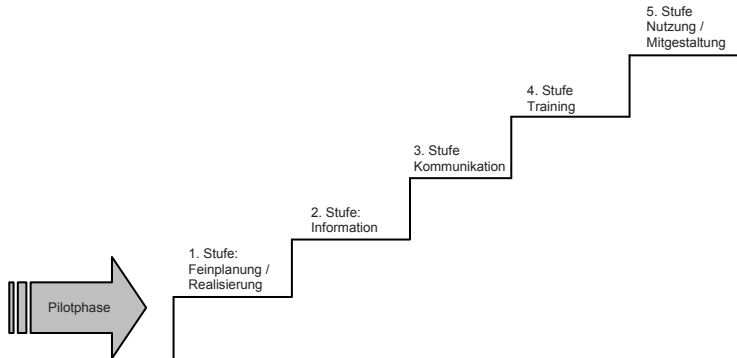 5. Stufe
Nutzung /
Mitgestaltung
4. Stufe
Training
3. Stufe
Kommunikation
2. Stufe:
Information
1. Stufe:
Feinplanung /
Realisierung
Pilotphase